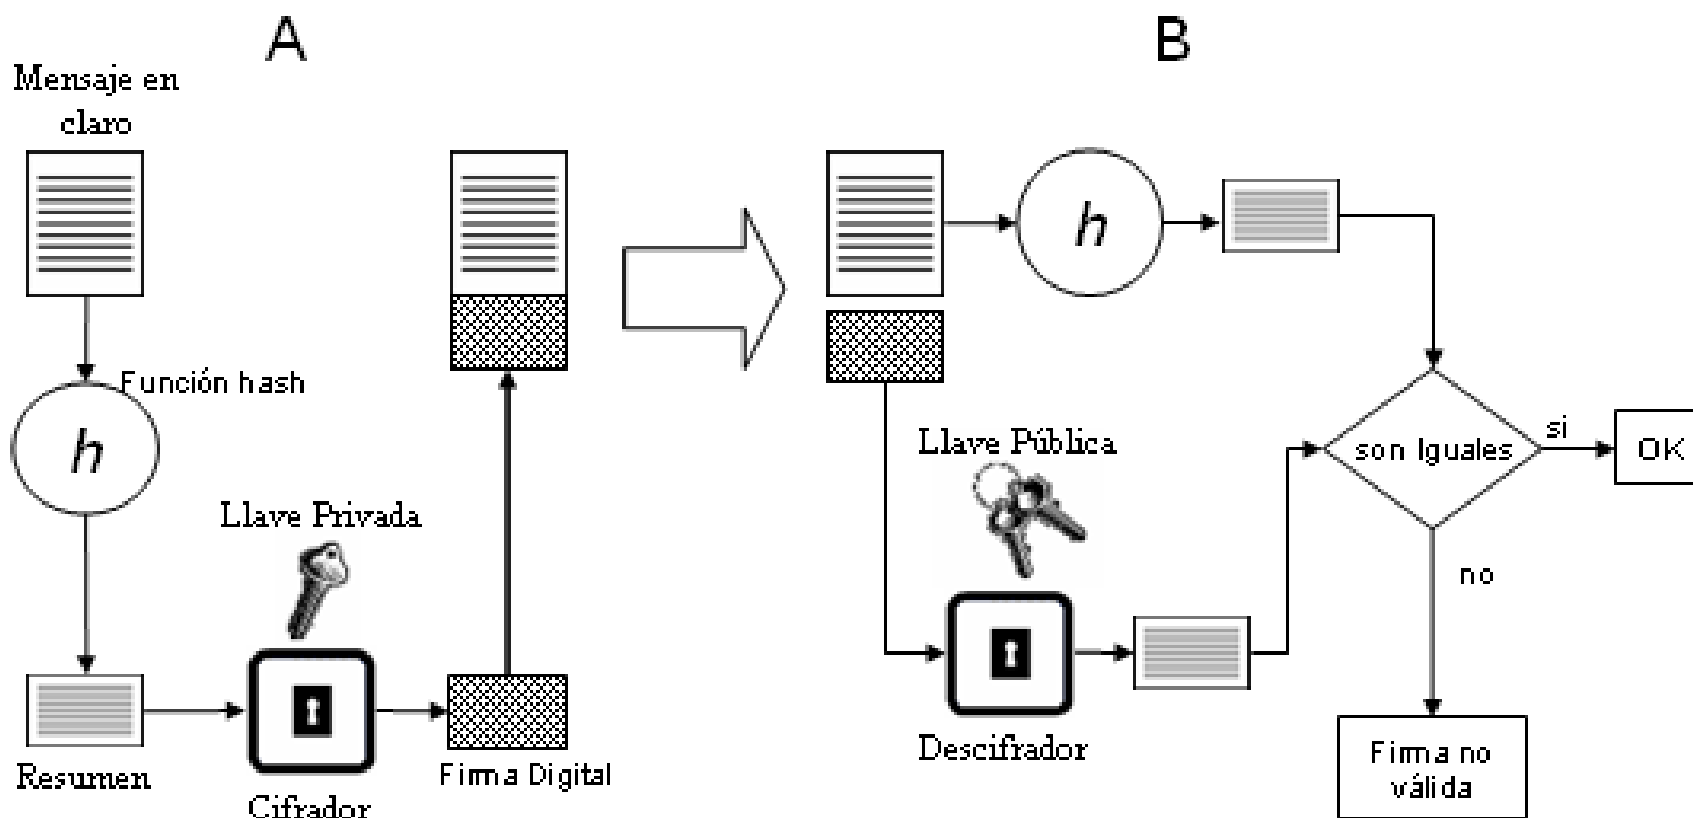 A
Mensaje en
claro
Función hash
h
Llave Privada
Resumen
Cifrador
Firma Digital
B
h
Llave Pública
Descifrador
son Iguales
si
OK
no
Firma no
válida